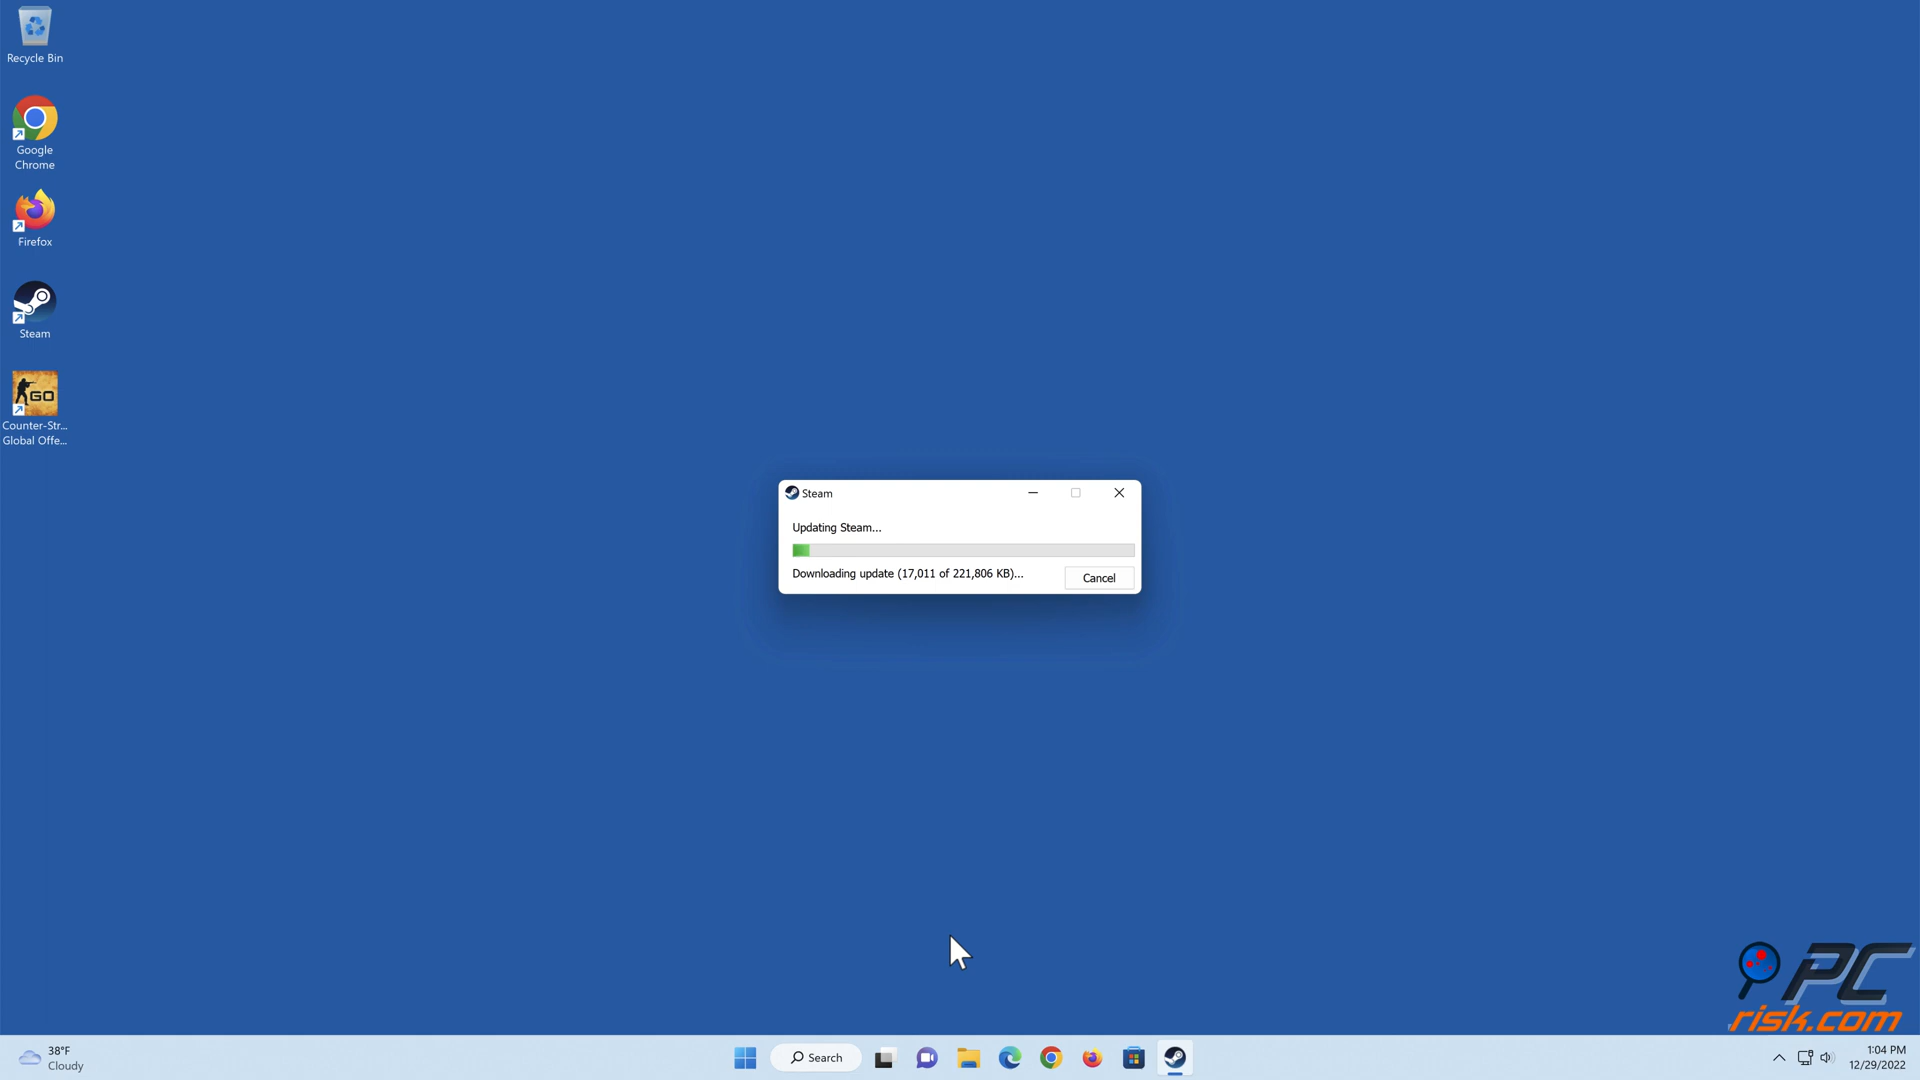 Recycle Bin
Google
Chrome
Firefox
Steam
GO
Counter-Str...
Global Offe...
Steam
Updating Steam...
Downloading update (17,011 of 221,806 KB)...
Cancel
PC
risk.com
38°F
Cloudy
Search
1:04 PM
12/29/2022